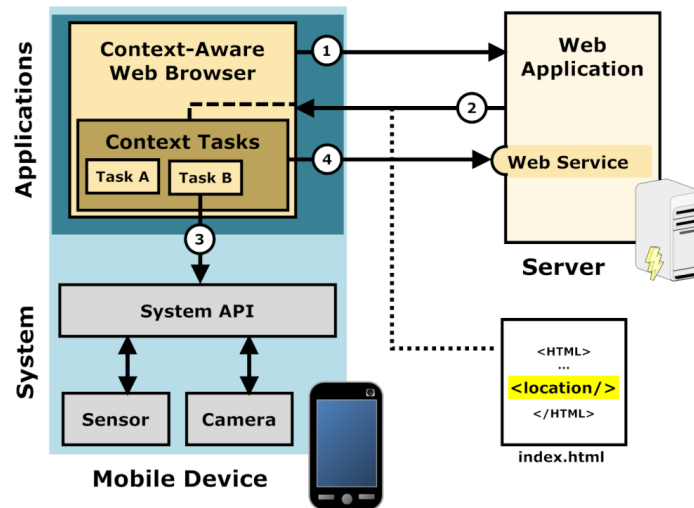 Applications
System
Context-Aware
Web Browser
1
Web
Application
2
Context Tasks
Task A
Task B
4
Web Service
3
Server
System API
Sensor
Camera
Mobile Device
<HTML>
...
<location/>
</HTML>
index.html